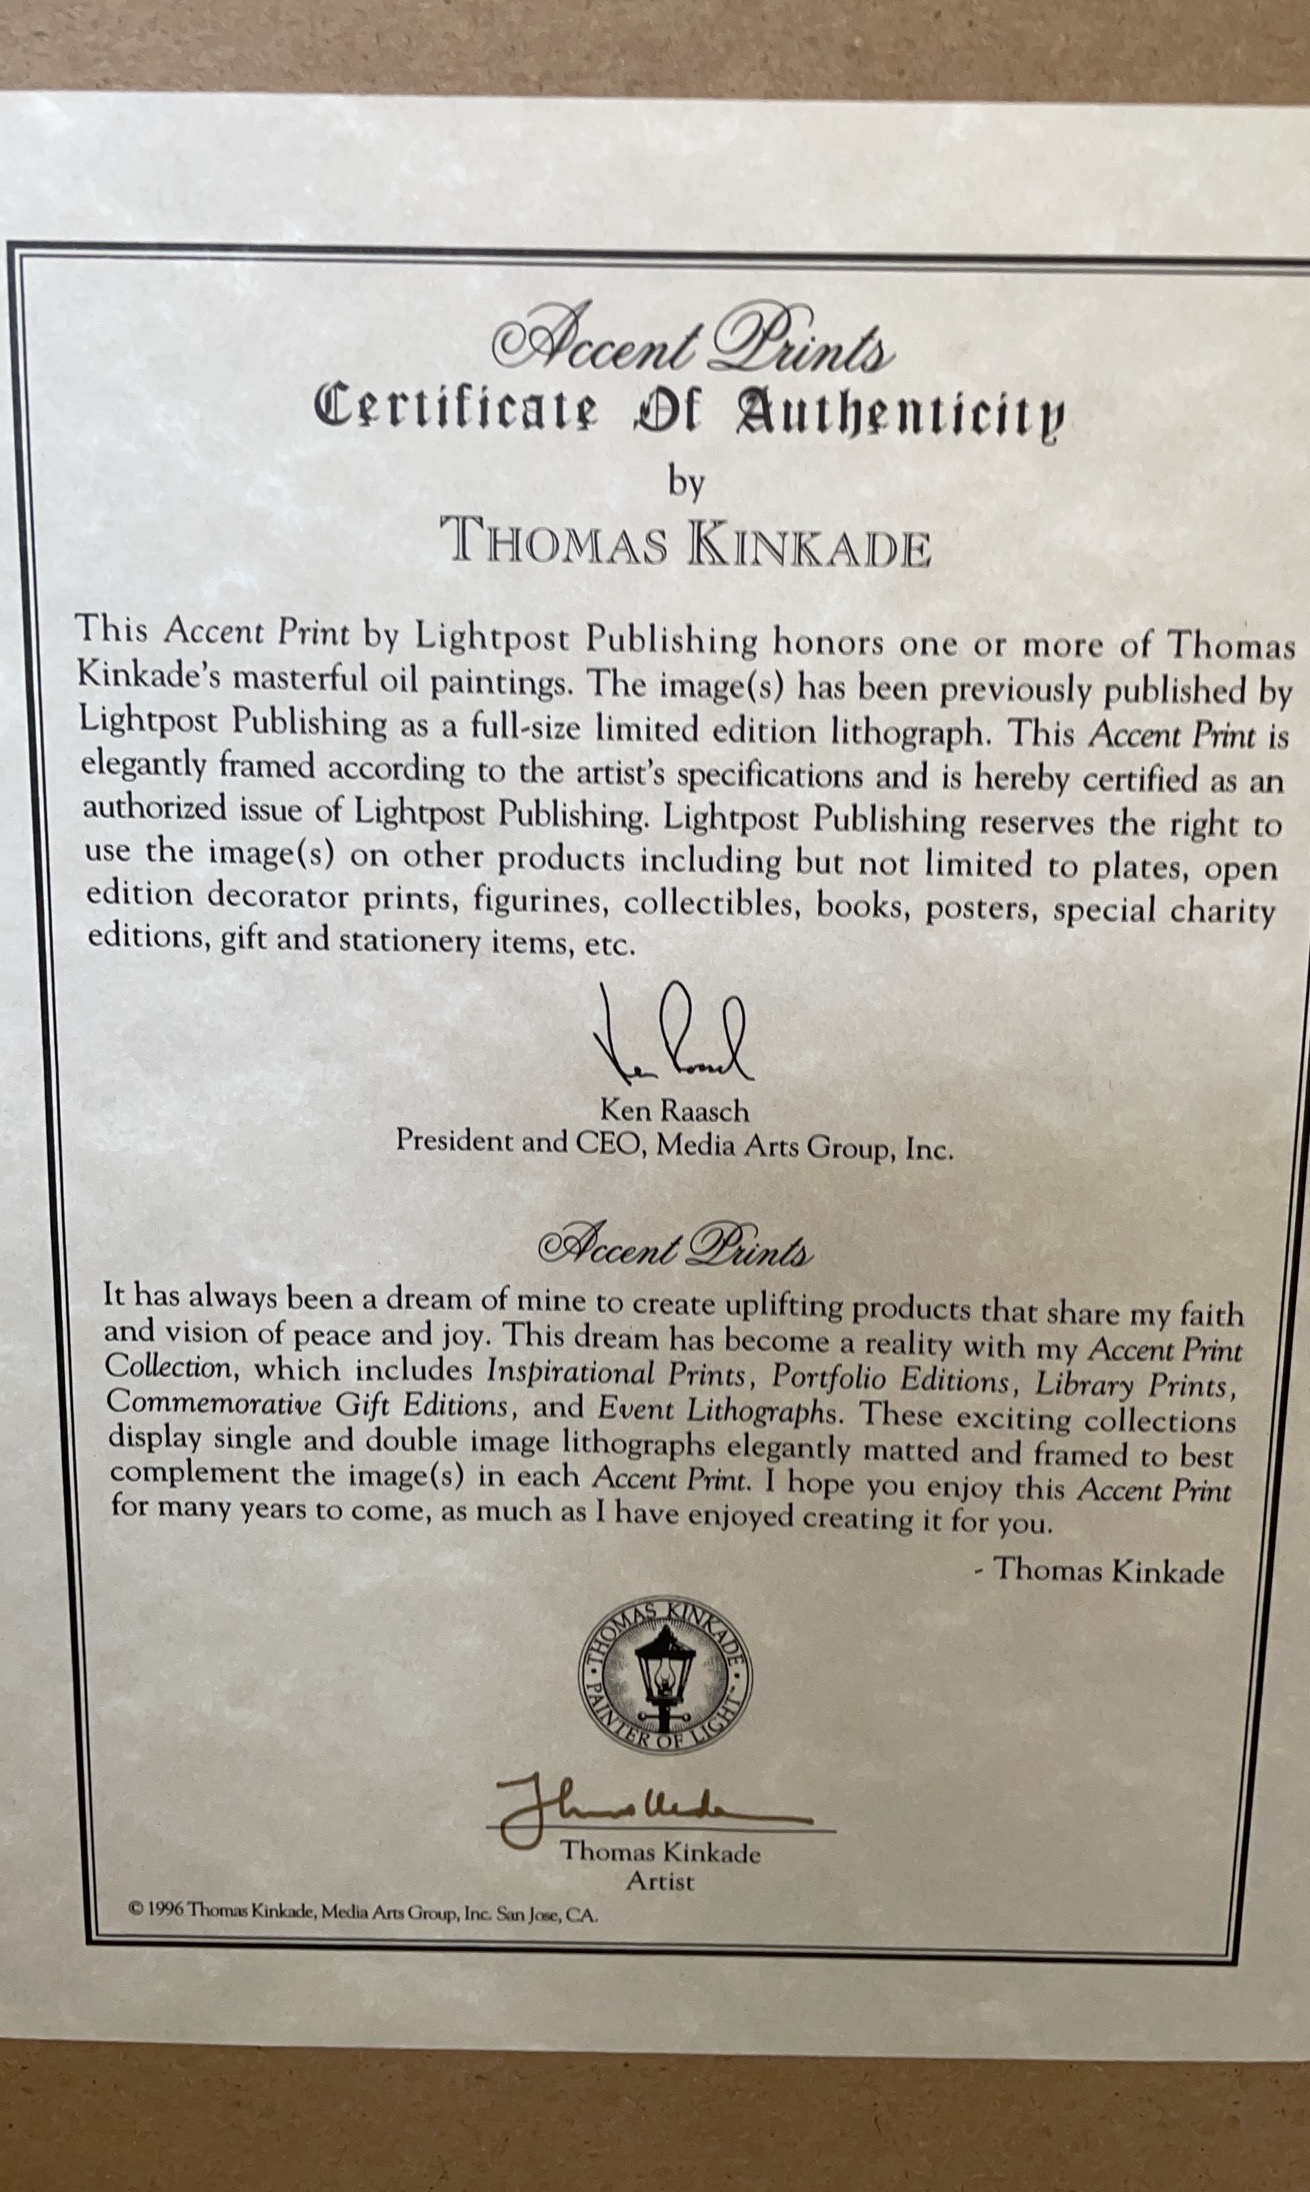 Accent Prints
Certificate Of Authenticity
by
THOMAS KINKADE
This Accent Print by Lightpost Publishing honors one or more of Thomas
Kinkade's masterful oil paintings. The image(s) has been previously published by
Lightpost Publishing as a full-size limited edition lithograph. This Accent Print is
elegantly framed according to the artist's specifications and is hereby certified as an
authorized issue of Lightpost Publishing. Lightpost Publishing reserves the right to
use the image(s) on other products including but not limited to plates, open
edition decorator prints, figurines, collectibles, books, posters, special charity
editions, gift and stationery items, etc.
Ken Raasch
President and CEO, Media Arts Group, Inc.
Accent Prints
It has always been a dream of mine to create uplifting products that share my faith
and vision of peace and joy. This dream has become a reality with my Accent Print
Collection, which includes Inspirational Prints, Portfolio Editions, Library Prints,
Commemorative Gift Editions, and Event Lithographs. These exciting collections
display single and double image lithographs elegantly matted and framed to best
complement the image(s) in each Accent Print. I hope you enjoy this Accent Print
for many years to come, as much as I have enjoyed creating it for you.
- Thomas Kinkade
· THOMAS KINKADE ·
PAINTER OF LIGHT™
Thomas Kinkade
Artist
© 1996 Thomas Kinkade, Media Arts Group, Inc. San Jose, CA.